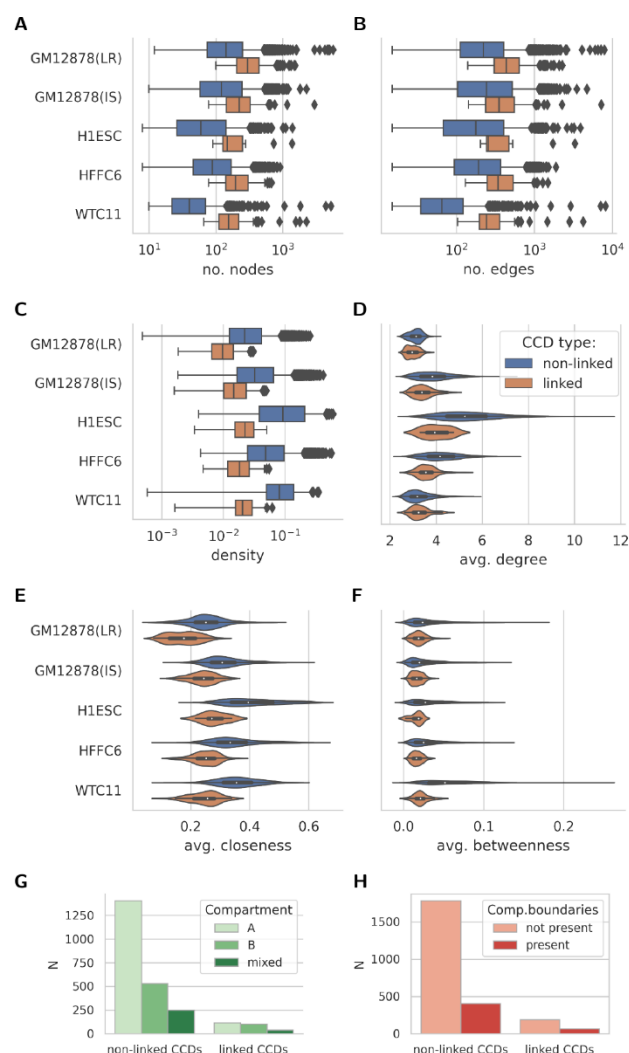 A
GM12878(LR)
GM12878(IS)
H1ESC
HFFC6
WTC11
10¹ 10² 10³
no. nodes
B
10² 10³ 10⁴
no. edges
C
GM12878(LR)
GM12878(IS)
H1ESC
HFFC6
WTC11
10⁻³ 10⁻² 10⁻¹
density
D
CCD type:
non-linked
linked
2 4 6 8 10 12
avg. degree
E
GM12878(LR)
GM12878(IS)
H1ESC
HFFC6
WTC11
0.2 0.4 0.6
avg. closeness
F
0.0 0.1 0.2
avg. betweenness
G
N
1250
1000
750
500
250
0
Compartment
A
B
mixed
non-linked CCDs linked CCDs
H
N
1500
1000
500
0
Comp.boundaries
not present
present
non-linked CCDs linked CCDs